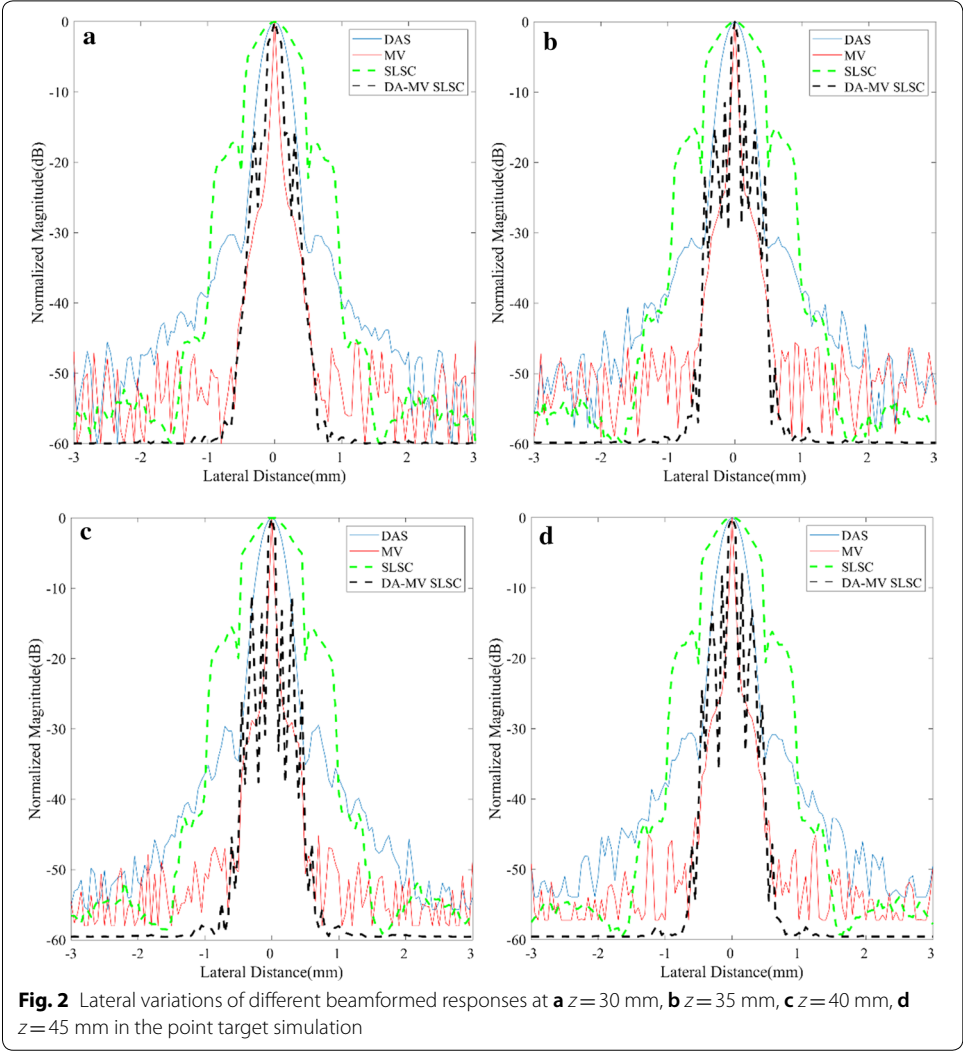 a
0
-10
-20
-30
-40
-50
-60
Normalized Magnitude(dB)
DAS
MV
SLSC
DA-MV SLSC
-3 -2 -1 0 1 2 3
Lateral Distance(mm)
b
0
-10
-20
-30
-40
-50
-60
Normalized Magnitude(dB)
DAS
MV
SLSC
DA-MV SLSC
-3 -2 -1 0 1 2 3
Lateral Distance(mm)
c
0
-10
-20
-30
-40
-50
-60
Normalized Magnitude(dB)
DAS
MV
SLSC
DA-MV SLSC
-3 -2 -1 0 1 2 3
Lateral Distance(mm)
d
0
-10
-20
-30
-40
-50
-60
Normalized Magnitude(dB)
DAS
MV
SLSC
DA-MV SLSC
-3 -2 -1 0 1 2 3
Lateral Distance(mm)
Fig. 2 Lateral variations of different beamformed responses at a z = 30 mm, b z = 35 mm, c z = 40 mm, d
z = 45 mm in the point target simulation